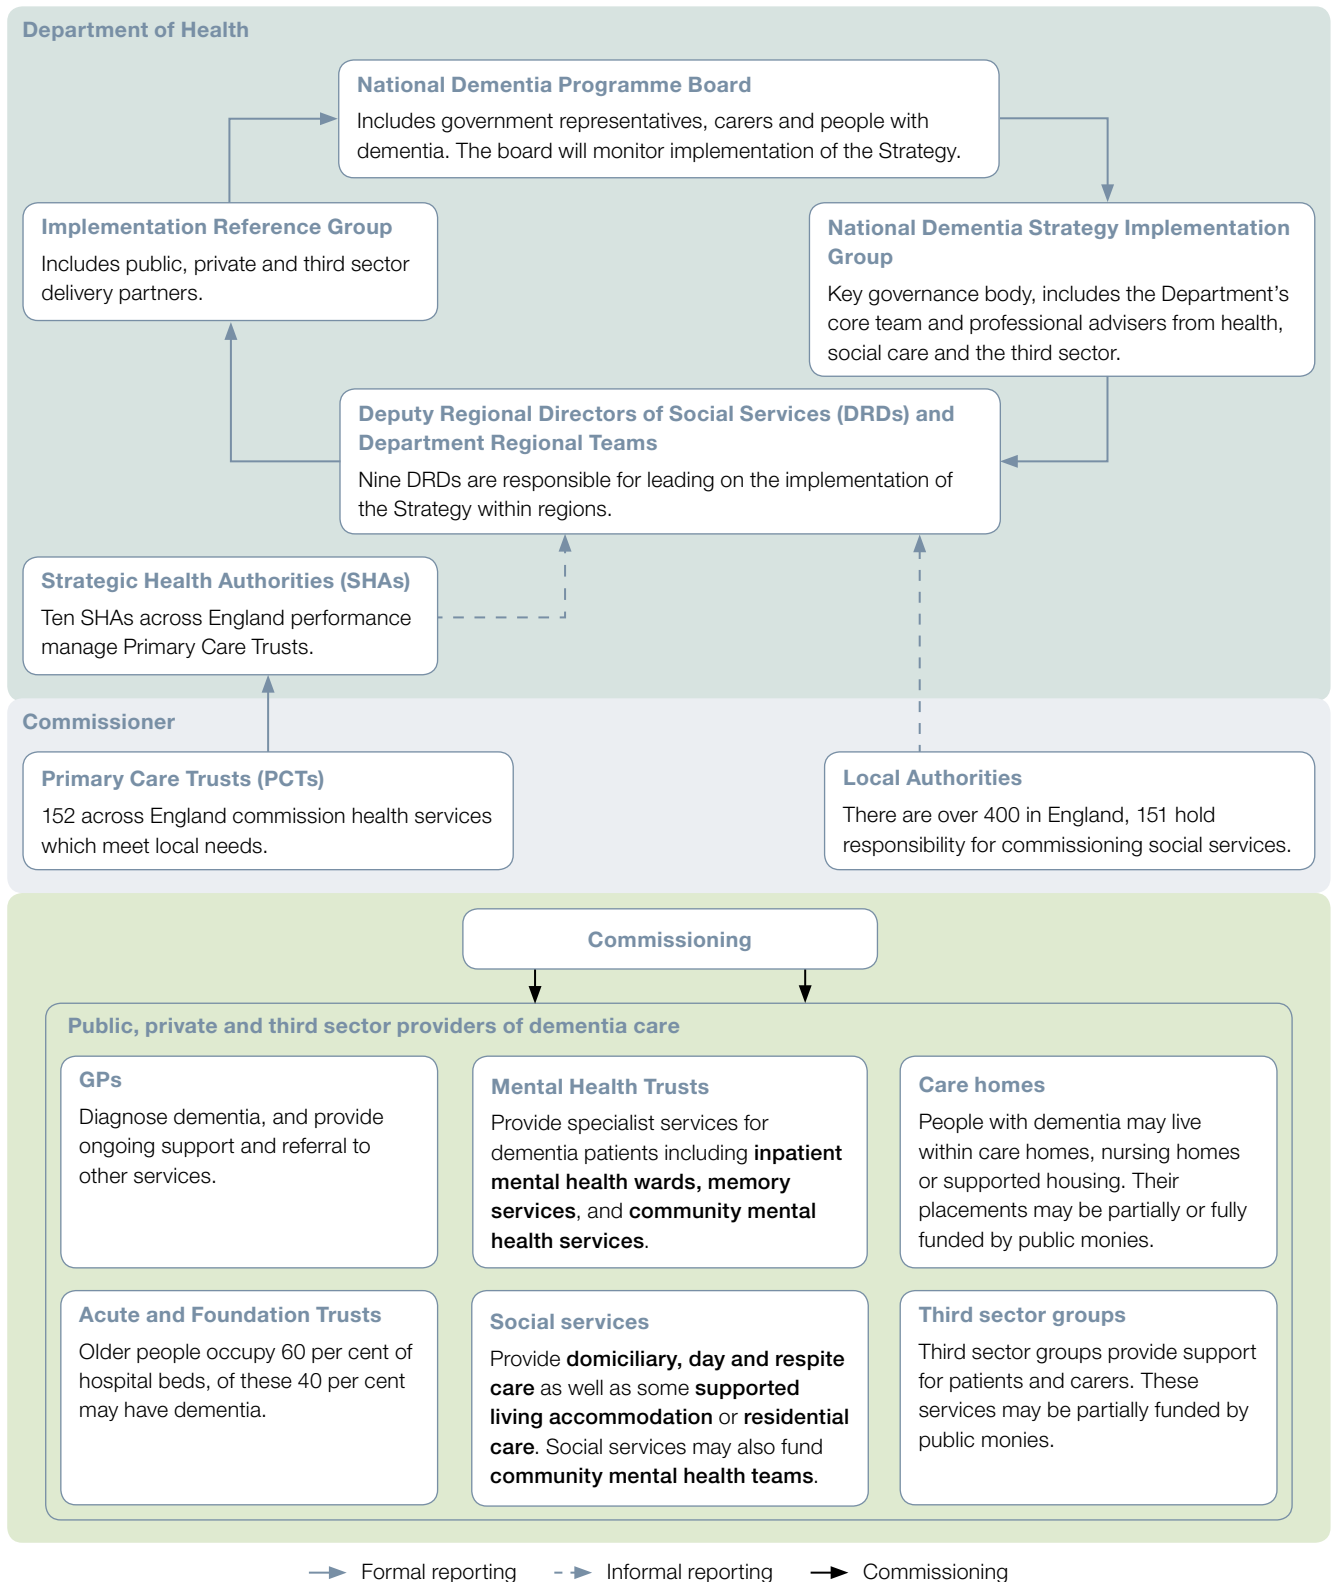 Department of Health
National Dementia Programme Board
Includes government representatives, carers and people with
dementia. The board will monitor implementation of the Strategy.
Implementation Reference Group
Includes public, private and third sector
delivery partners.
National Dementia Strategy Implementation
Group
Key governance body, includes the Department’s
core team and professional advisers from health,
social care and the third sector.
Deputy Regional Directors of Social Services (DRDs) and
Department Regional Teams
Nine DRDs are responsible for leading on the implementation of
the Strategy within regions.
Strategic Health Authorities (SHAs)
Ten SHAs across England performance
manage Primary Care Trusts.
Commissioner
Primary Care Trusts (PCTs)
152 across England commission health services
which meet local needs.
Local Authorities
There are over 400 in England, 151 hold
responsibility for commissioning social services.
Commissioning
Public, private and third sector providers of dementia care
GPs
Diagnose dementia, and provide
ongoing support and referral to
other services.
Mental Health Trusts
Provide specialist services for
dementia patients including inpatient
mental health wards, memory
services, and community mental
health services.
Care homes
People with dementia may live
within care homes, nursing homes
or supported housing. Their
placements may be partially or fully
funded by public monies.
Acute and Foundation Trusts
Older people occupy 60 per cent of
hospital beds, of these 40 per cent
may have dementia.
Social services
Provide domiciliary, day and respite
care as well as some supported
living accommodation or residential
care. Social services may also fund
community mental health teams.
Third sector groups
Third sector groups provide support
for patients and carers. These
services may be partially funded by
public monies.
Formal reporting
Informal reporting
Commissioning